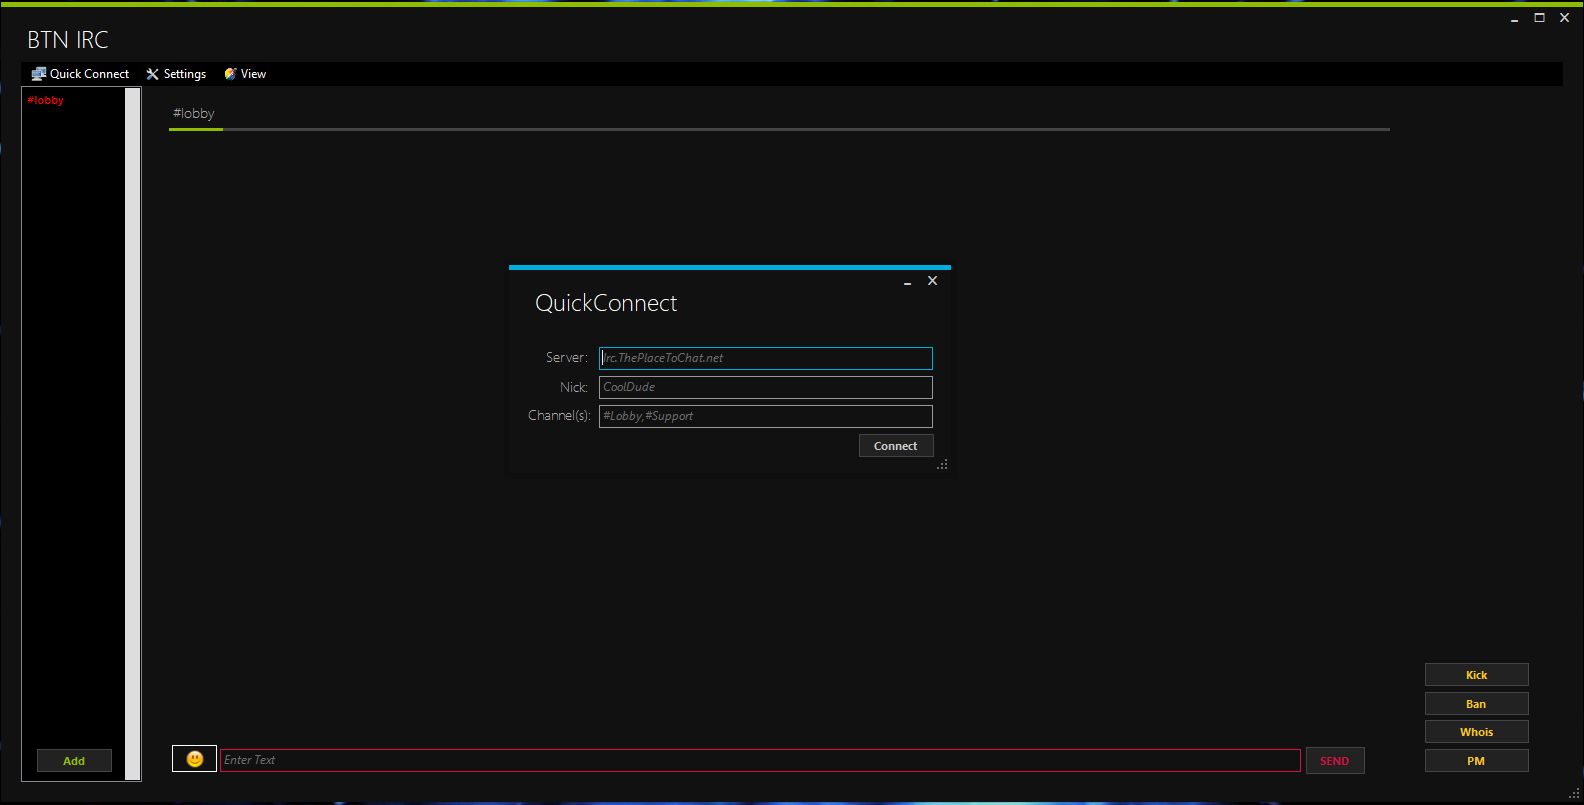 BTN IRC
Quick Connect Settings View
#lobby
#lobby
QuickConnect
Server: Irc.ThePlaceToChat.net
Nick: CoolDude
Channel(s): #Lobby,#Support
Connect
Kick
Ban
Whois
PM
Add
Enter Text
SEND